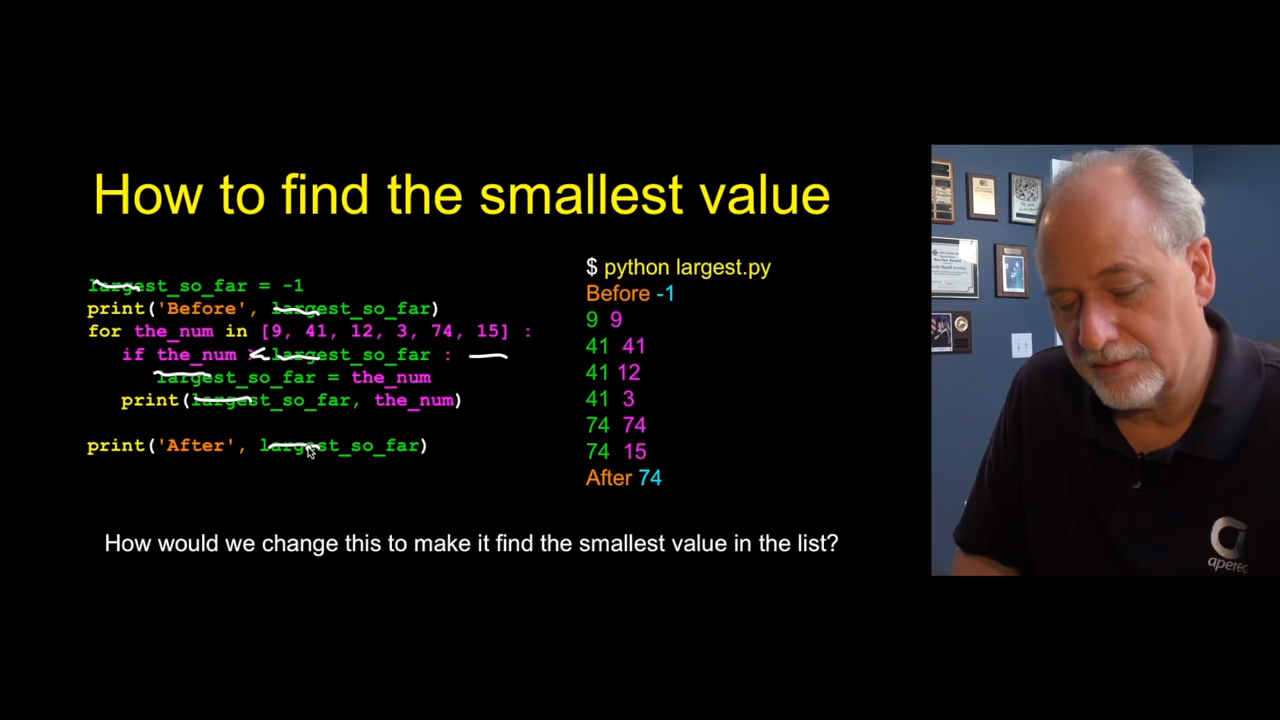 How to find the smallest value
largest_so_far = -1
print('Before', largest_so_far)
for the_num in [9, 41, 12, 3, 74, 15] :
if the_num < largest_so_far :
largest_so_far = the_num
print(largest_so_far, the_num)
print('After', largest_so_far)
$ python largest.py
Before -1
9 9
41 41
41 12
41 3
74 74
74 15
After 74
How would we change this to make it find the smallest value in the list?
apereo